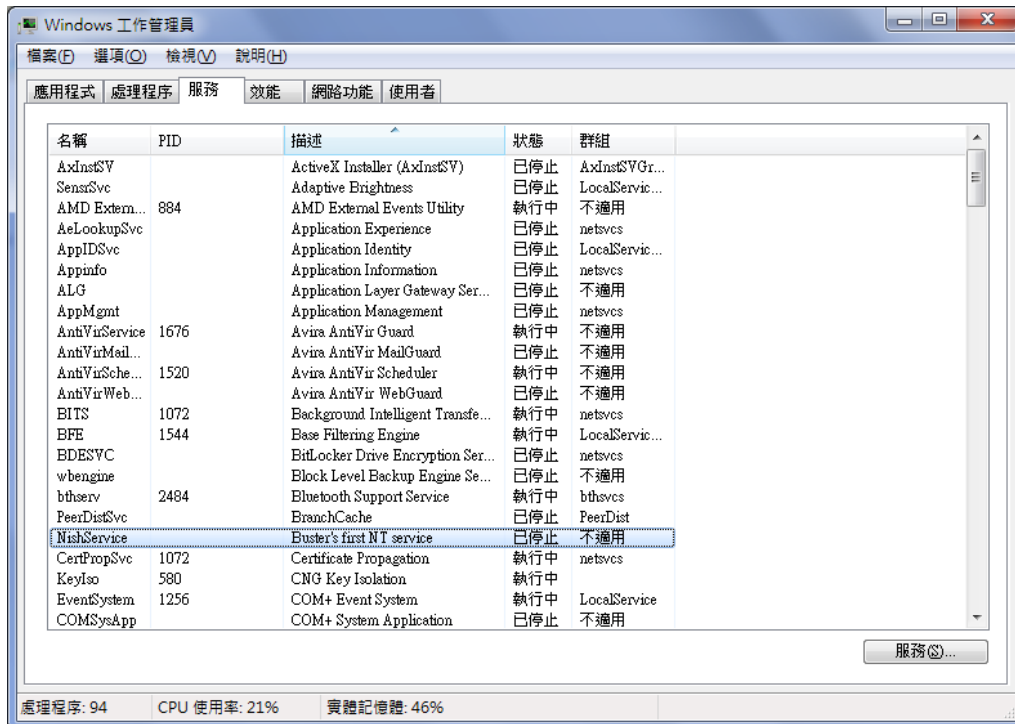 Windows 工作管理員
檔案(F) 選項(O) 檢視(V) 說明(H)
應用程式 處理程序 服務 效能 網路功能 使用者
名稱 PID 描述 狀態 群組
AxInstSV ActiveX Installer (AxInstSV) 已停止 AxInstSVGr...
SensrSvc Adaptive Brightness 已停止 LocalServic...
AMD Extern... 884 AMD External Events Utility 執行中 不適用
AeLookupSvc Application Experience 已停止 netsvcs
AppIDSvc Application Identity 已停止 LocalServic...
Appinfo Application Information 已停止 netsvcs
ALG Application Layer Gateway Ser... 已停止 不適用
AppMgmt Application Management 已停止 netsvcs
AntiVirService 1676 Avira AntiVir Guard 執行中 不適用
AntiVirMail... Avira AntiVir MailGuard 已停止 不適用
AntiVirSche... 1520 Avira AntiVir Scheduler 執行中 不適用
AntiVirWeb... Avira AntiVir WebGuard 已停止 不適用
BITS 1072 Background Intelligent Transfe... 執行中 netsvcs
BFE 1544 Base Filtering Engine 執行中 LocalServic...
BDESVC BitLocker Drive Encryption Ser... 已停止 netsvcs
wbengine Block Level Backup Engine Se... 已停止 不適用
bthserv 2484 Bluetooth Support Service 執行中 bthsvcs
PeerDistSvc BranchCache 已停止 PeerDist
NishService Buster's first NT service 已停止 不適用
CertPropSvc 1072 Certificate Propagation 執行中 netsvcs
KeyIso 580 CNG Key Isolation 執行中
EventSystem 1256 COM+ Event System 執行中 LocalService
COMSysApp COM+ System Application 已停止 不適用
服務(S)...
處理程序: 94 CPU 使用率: 21% 實體記憶體: 46%